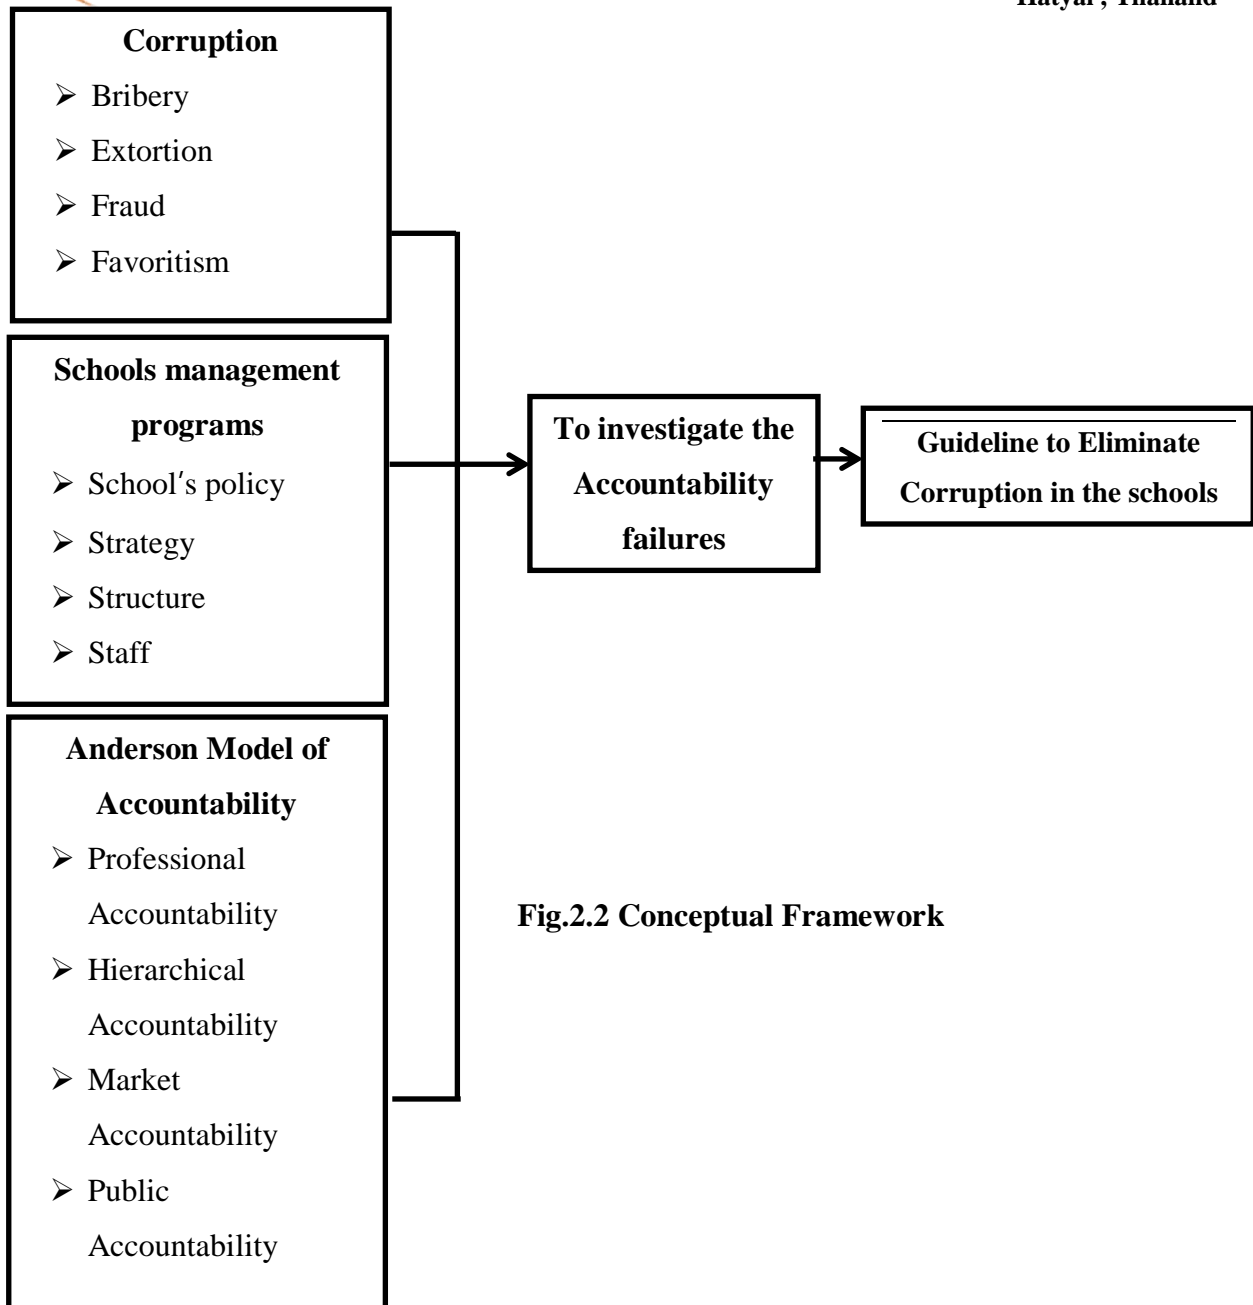 Corruption
➢ Bribery
➢ Extortion
➢ Fraud
➢ Favoritism
Schools management
programs
➢ School's policy
➢ Strategy
➢ Structure
➢ Staff
Anderson Model of
Accountability
➢ Professional
Accountability
➢ Hierarchical
Accountability
➢ Market
Accountability
➢ Public
Accountability
To investigate the
Accountability
failures
Guideline to Eliminate
Corruption in the schools
Fig.2.2 Conceptual Framework